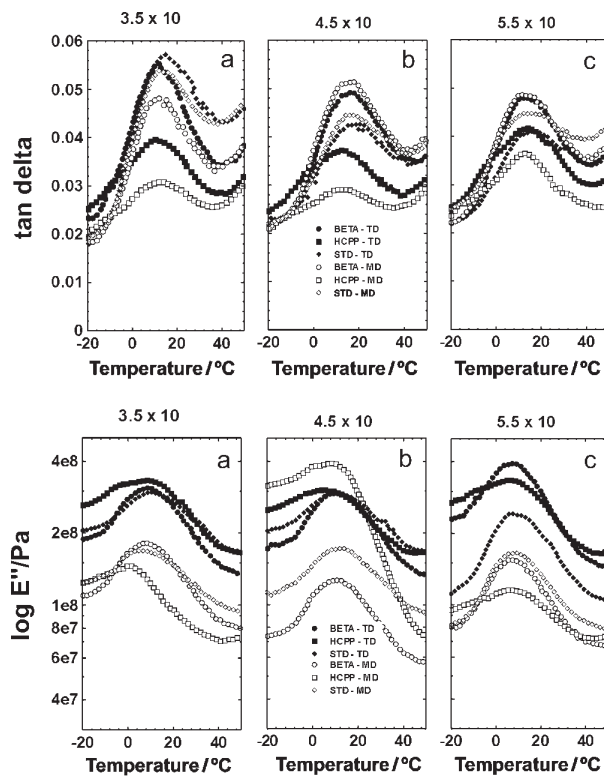 3.5 x 10
4.5 x 10
5.5 x 10
0.06
0.05
0.04
0.03
0.02
0.01
0
tan delta
a
b
c
BETA - TD
HCPP - TD
STD - TD
BETA - MD
HCPP - MD
STD - MD
-20 0 20 40
-20 0 20 40
-20 0 20 40
Temperature/ºC
Temperature/ºC
Temperature/ºC
3.5 x 10
4.5 x 10
5.5 x 10
4e8
2e8
1e8
8e7
6e7
4e7
log E"/Pa
a
b
c
BETA - TD
HCPP - TD
STD - TD
BETA - MD
HCPP - MD
STD - MD
-20 0 20 40
-20 0 20 40
-20 0 20 40
Temperature/ºC
Temperature/ºC
Temperature/ºC